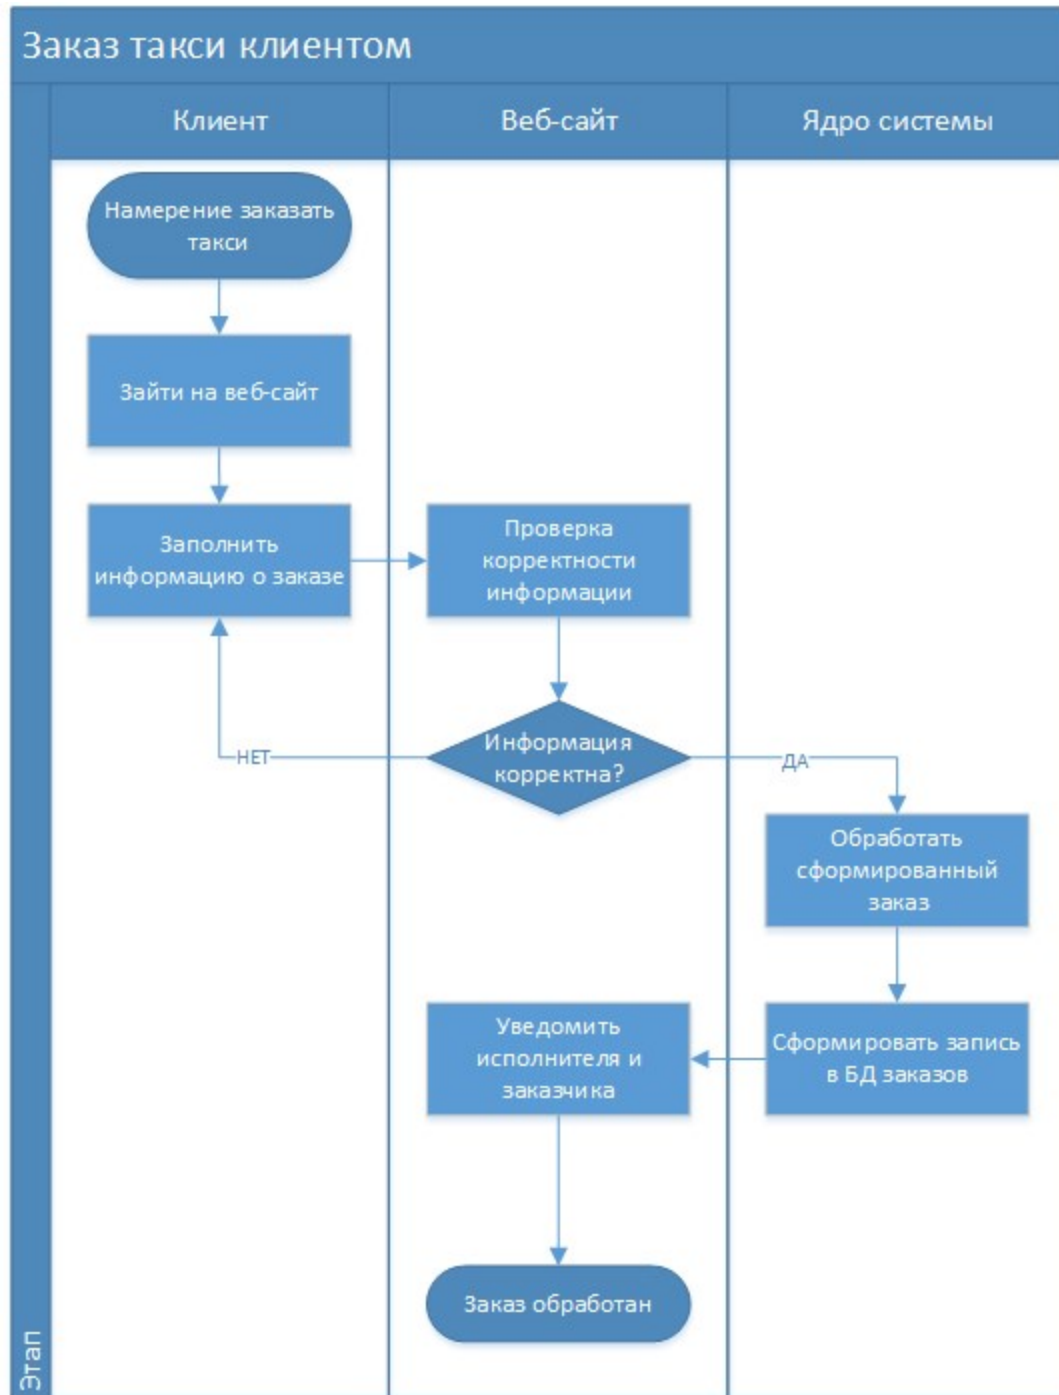 Заказ такси клиентом
Клиент
Веб-сайт
Ядро системы
Намерение заказать
такси
Зайти на веб-сайт
Заполнить
информацию о заказе
Проверка
корректности
информации
Информация
корректна?
НЕТ
ДА
Обработать
сформированный
заказ
Сформировать запись
в БД заказов
Уведомить
исполнителя и
заказчика
Заказ обработан
Этап